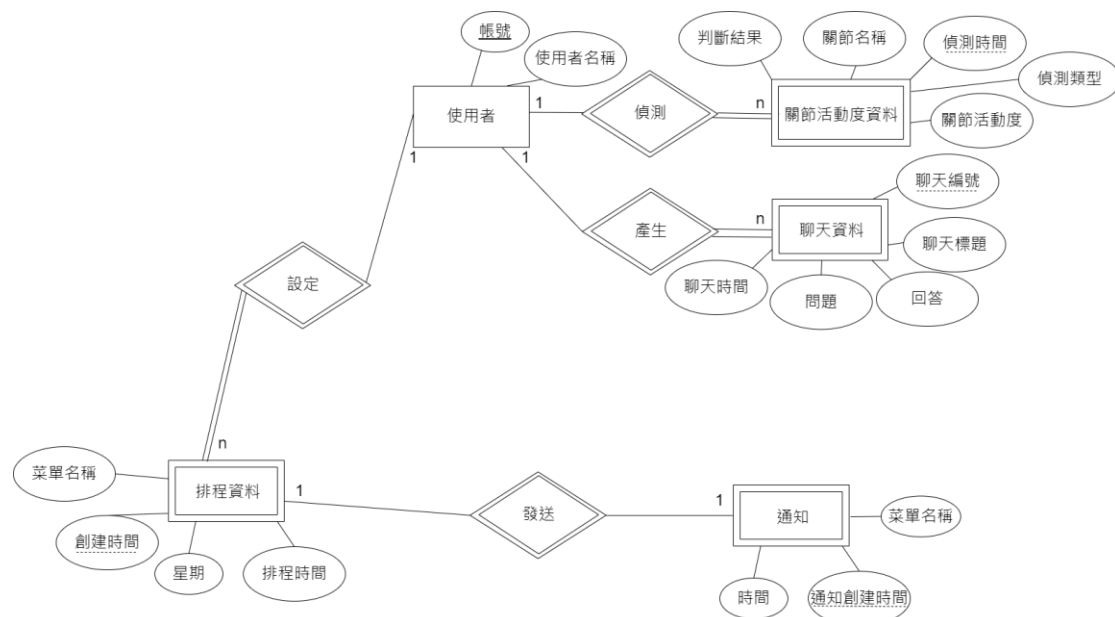 帳號
使用者名稱
使用者
1
1
1
偵測
n
判斷結果
關節名稱
偵測時間
偵測類型
關節活動度資料
關節活動度
產生
n
聊天編號
聊天資料
聊天標題
聊天時間
問題
回答
設定
n
菜單名稱
排程資料
1
創建時間
星期
排程時間
發送
1
通知
菜單名稱
時間
通知創建時間